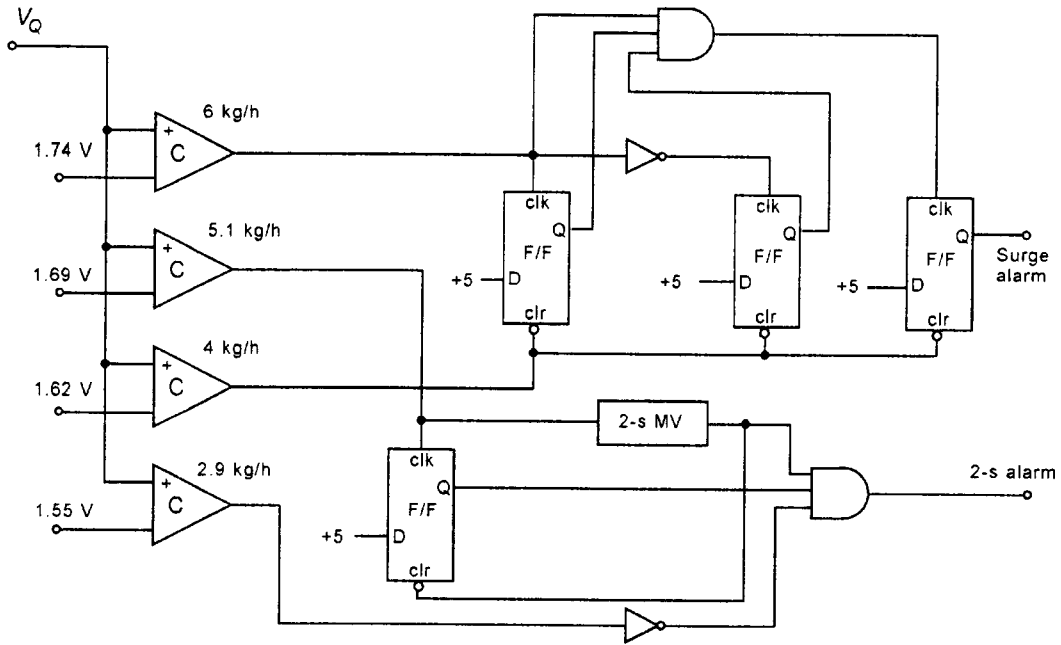 V_Q
6 kg/h
1.74 V
+
C
clk
Q
F/F
+5
D
clr
clk
Q
F/F
+5
D
clr
clk
Q
F/F
+5
D
clr
Surge
alarm
5.1 kg/h
1.69 V
+
C
4 kg/h
1.62 V
+
C
2.9 kg/h
1.55 V
+
C
2-s MV
clk
Q
F/F
+5
D
clr
2-s alarm